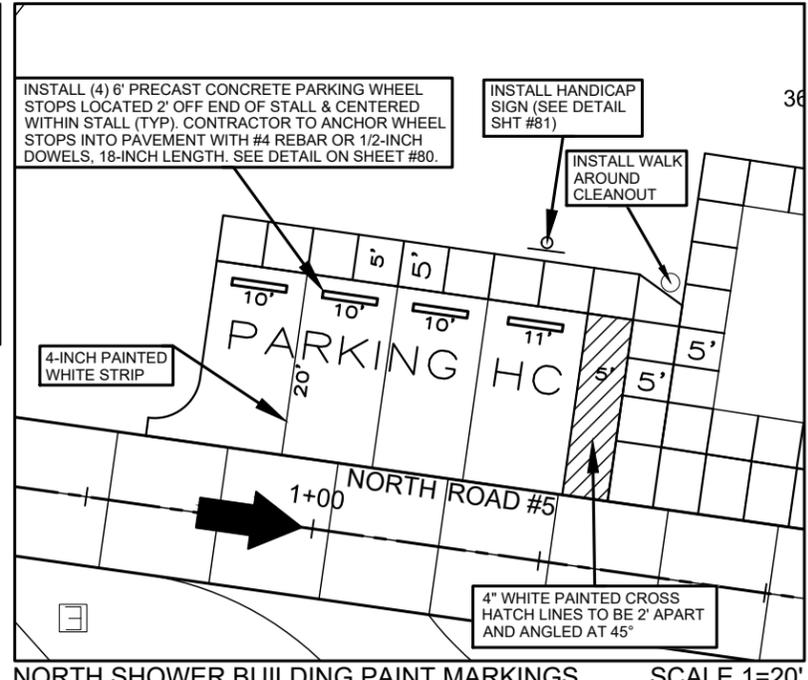 INSTALL (4) 6' PRECAST CONCRETE PARKING WHEEL
STOPS LOCATED 2' OFF END OF STALL & CENTERED
WITHIN STALL (TYP). CONTRACTOR TO ANCHOR WHEEL
STOPS INTO PAVEMENT WITH #4 REBAR OR 1/2-INCH
DOWELS, 18-INCH LENGTH. SEE DETAIL ON SHEET #80.
INSTALL HANDICAP
SIGN (SEE DETAIL
SHT #81)
36
INSTALL WALK
AROUND
CLEANOUT
5'
5'
10'
10'
10'
11'
PARKING
HC
20'
5'
5'
5'
4-INCH PAINTED
WHITE STRIP
1+00
NORTH ROAD #5
4" WHITE PAINTED CROSS
HATCH LINES TO BE 2' APART
AND ANGLED AT 45°
E
NORTH SHOWER BUILDING PAINT MARKINGS
SCALE 1=20'